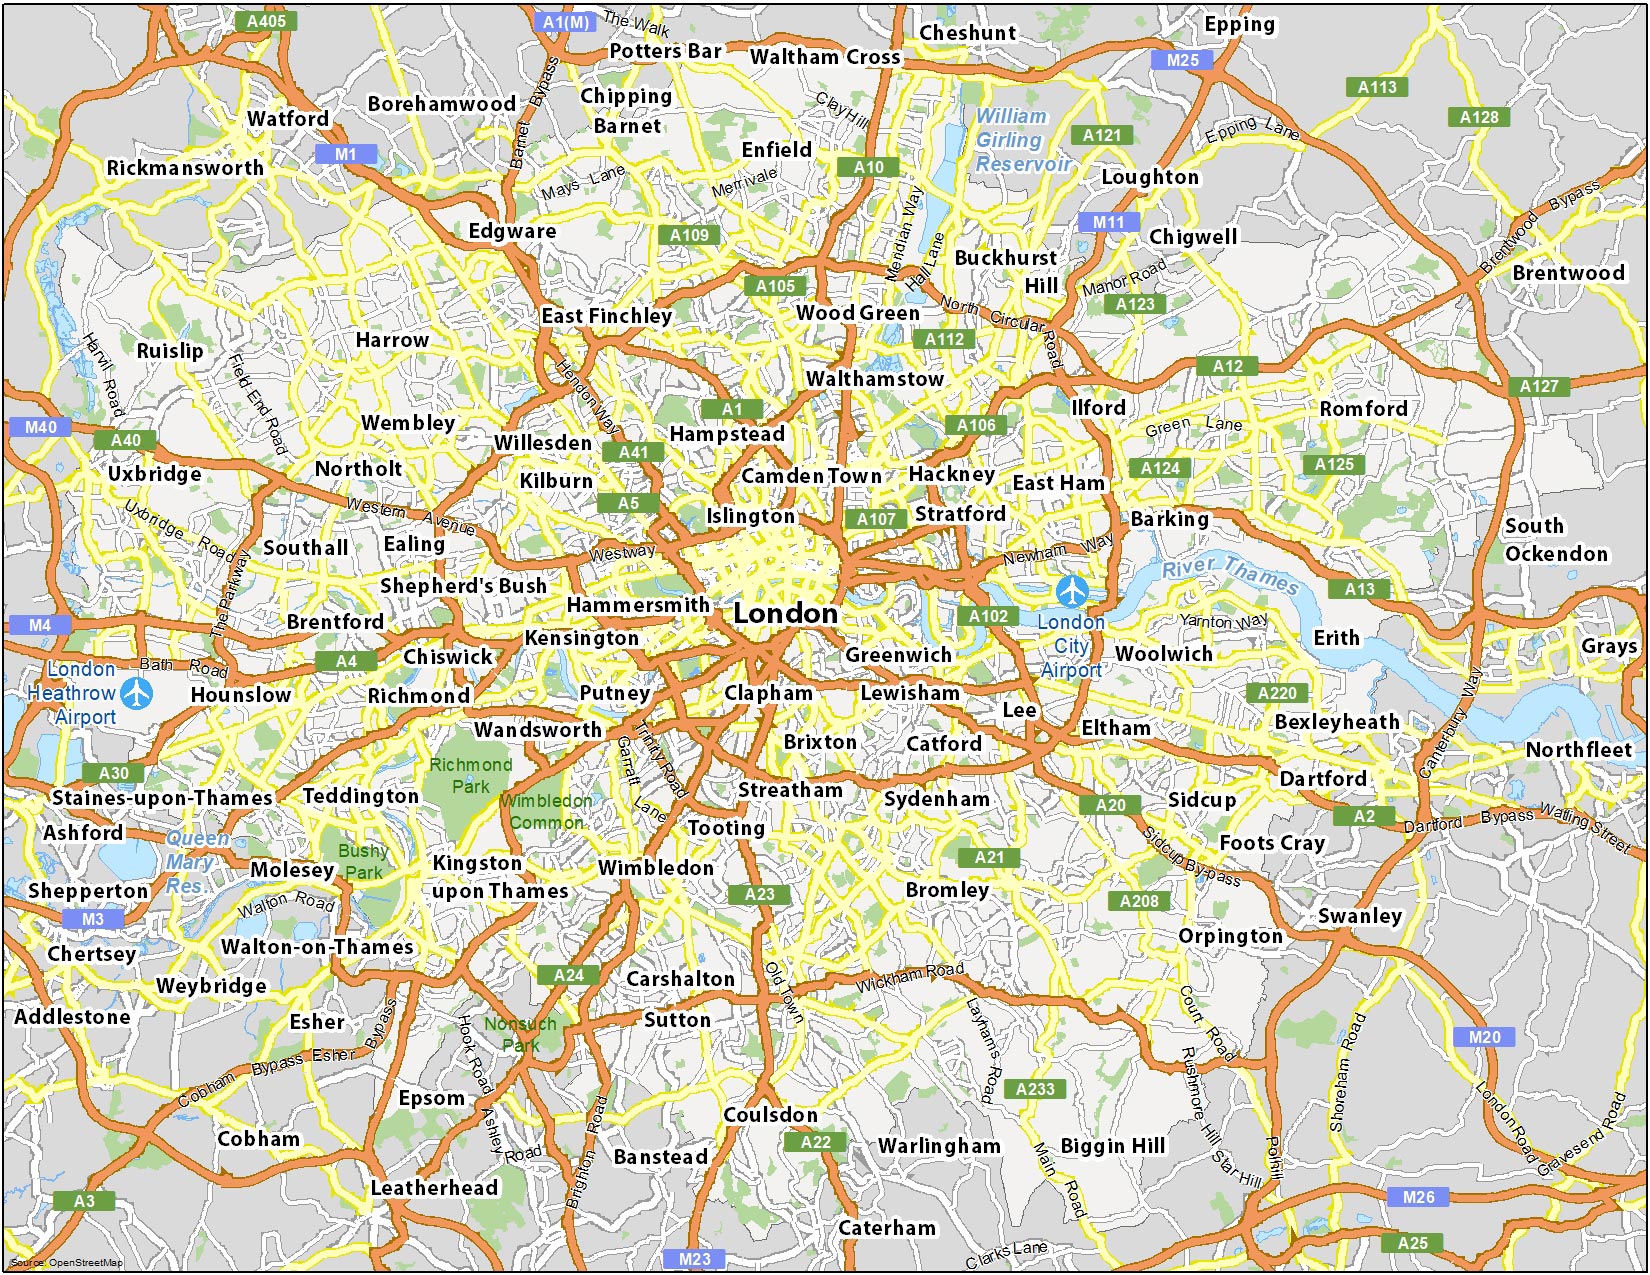 A405
A1(M)
The Walk
Cheshunt
Epping
Potters Bar
Waltham Cross
M25
A113
Borehamwood
Barnet Bypass
Chipping
Barnet
Clay Hill
William
Girling
Reservoir
A121
A128
Watford
Epping Lane
M1
Enfield
A10
Rickmansworth
Mays Lane
Merrivale
Loughton
Meridian Way
Brentwood Bypass
M11
Edgware
A109
Hall Lane
Chigwell
Buckhurst
Hill
Manor Road
Brentwood
A105
A123
East Finchley
Wood Green
North Circular Road
Harvil Road
Ruislip
Harrow
A112
Field End Road
Hendon Way
Walthamstow
A12
A127
M40
A40
Wembley
Willesden
A1
Hampstead
A106
Ilford
Green Lane
Romford
A41
Uxbridge
Northolt
Kilburn
Camden Town
Hackney
East Ham
A124
A125
A5
Western Avenue
Islington
A107
Stratford
Barking
South
Ockendon
Uxbridge Road
Southall
Ealing
Westway
Newham Way
River Thames
The Parkway
Shepherd's Bush
A13
M4
Brentford
Hammersmith
London
A102
London
City
Airport
Yarnton Way
Kensington
Erith
Grays
London
Heathrow
Airport
Bath Road
A4
Chiswick
Greenwich
Woolwich
Hounslow
Richmond
Putney
Clapham
Lewisham
A220
Lee
Canterbury Way
Wandsworth
Trinity Road
Garratt Lane
Brixton
Catford
Eltham
Bexleyheath
Northfleet
A30
Richmond
Park
Dartford
Staines-upon-Thames
Teddington
Wimbledon
Common
Streatham
Sydenham
A20
Sidcup
A2
Dartford Bypass
Watling Street
Ashford
Queen
Mary
Res.
Tooting
Sidcup By-pass
Foots Cray
Bushy
Park
Molesey
Kingston
upon Thames
Wimbledon
A21
Shepperton
Bromley
M3
Walton Road
A23
A208
Swanley
Chertsey
Walton-on-Thames
Orpington
Weybridge
A24
Carshalton
Old Town
Wickham Road
Addlestone
Esher
Bypass
Hook Road
Nonsuch
Park
Sutton
Layhams Road
Court Road
Shoreham Road
M20
Cobham Bypass Esher
Epsom
Ashley Road
Brighton Road
Coulsdon
A233
Rushmore Hill
London Road
Gravesend Road
Cobham
A22
Warlingham
Biggin Hill
Main Road
Star Hill
Polhill
Banstead
A3
Leatherhead
M26
Caterham
Clarks Lane
A25
M23
Source: OpenStreetMap